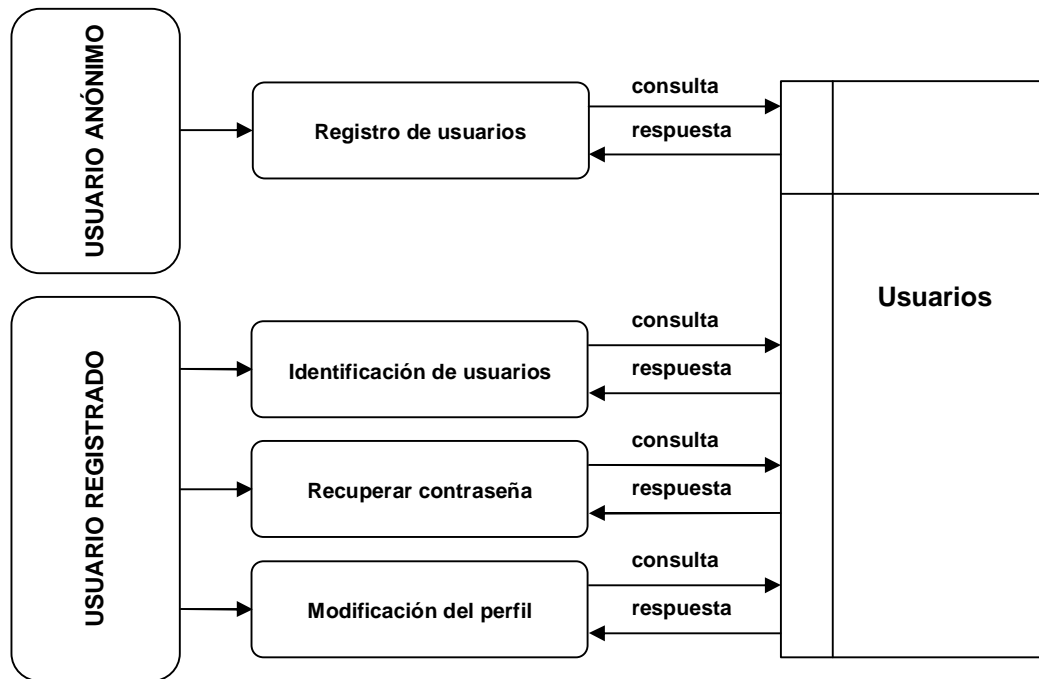 USUARIO ANÓNIMO
Registro de usuarios
consulta
respuesta
Usuarios
USUARIO REGISTRADO
Identificación de usuarios
consulta
respuesta
Recuperar contraseña
consulta
respuesta
Modificación del perfil
consulta
respuesta